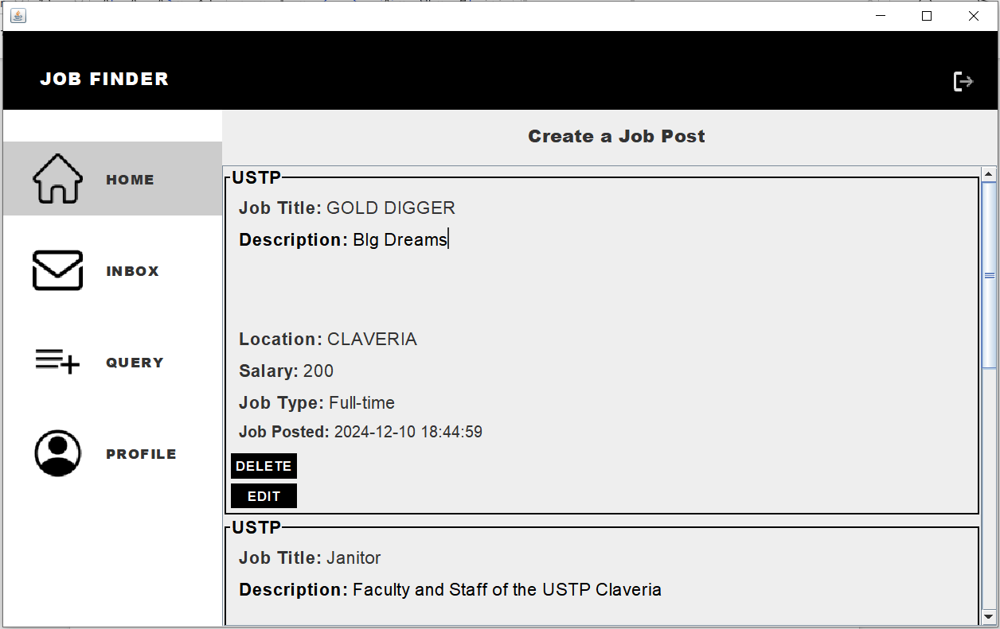 JOB FINDER
HOME
INBOX
QUERY
PROFILE
Create a Job Post
USTP
Job Title: GOLD DIGGER
Description: BIg Dreams
Location: CLAVERIA
Salary: 200
Job Type: Full-time
Job Posted: 2024-12-10 18:44:59
DELETE
EDIT
USTP
Job Title: Janitor
Description: Faculty and Staff of the USTP Claveria